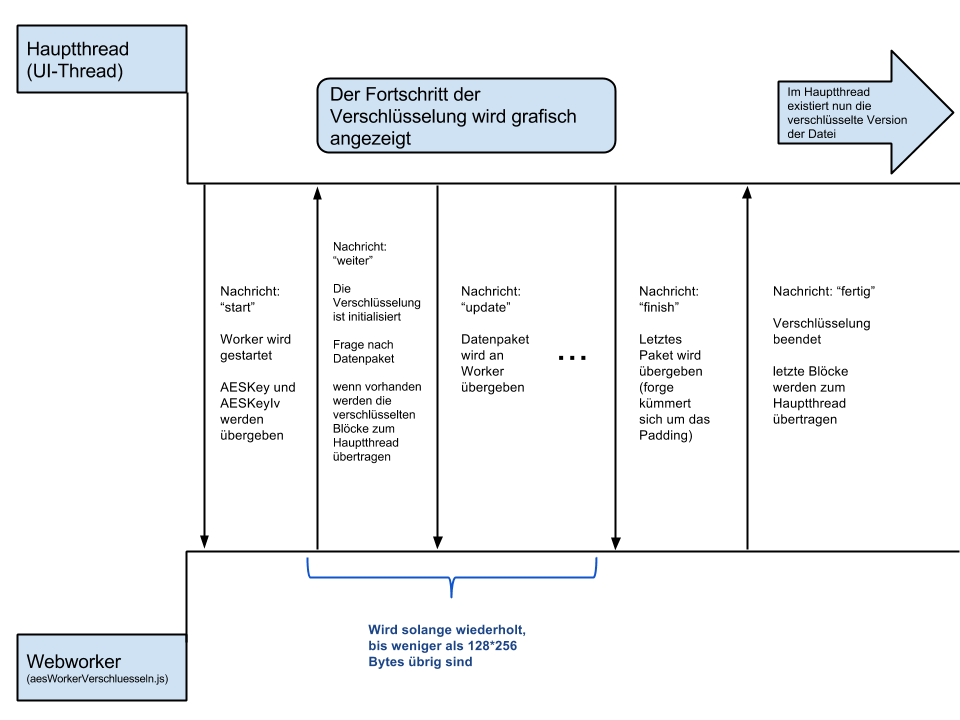 Hauptthread
(UI-Thread)
Der Fortschritt der
Verschlüsselung wird grafisch
angezeigt
Im Hauptthread
existiert nun die
verschlüsselte Version
der Datei
Nachricht:
“start”
Worker wird
gestartet
AESKey und
AESKeyIv
werden
übergeben
Nachricht:
“weiter”
Die
Verschlüsselung
ist initialisiert
Frage nach
Datenpaket
wenn vorhanden
werden die
verschlüsselten
Blöcke zum
Hauptthread
übertragen
Nachricht:
“update”
Datenpaket
wird an
Worker
übergeben
...
Nachricht:
“finish”
Letztes
Paket wird
übergeben
(forge
kümmert
sich um das
Padding)
Nachricht: “fertig”
Verschlüsselung
beendet
letzte Blöcke
werden zum
Hauptthread
übertragen
Wird solange wiederholt,
bis weniger als 128*256
Bytes übrig sind
Webworker
(aesWorkerVerschluesseln.js)